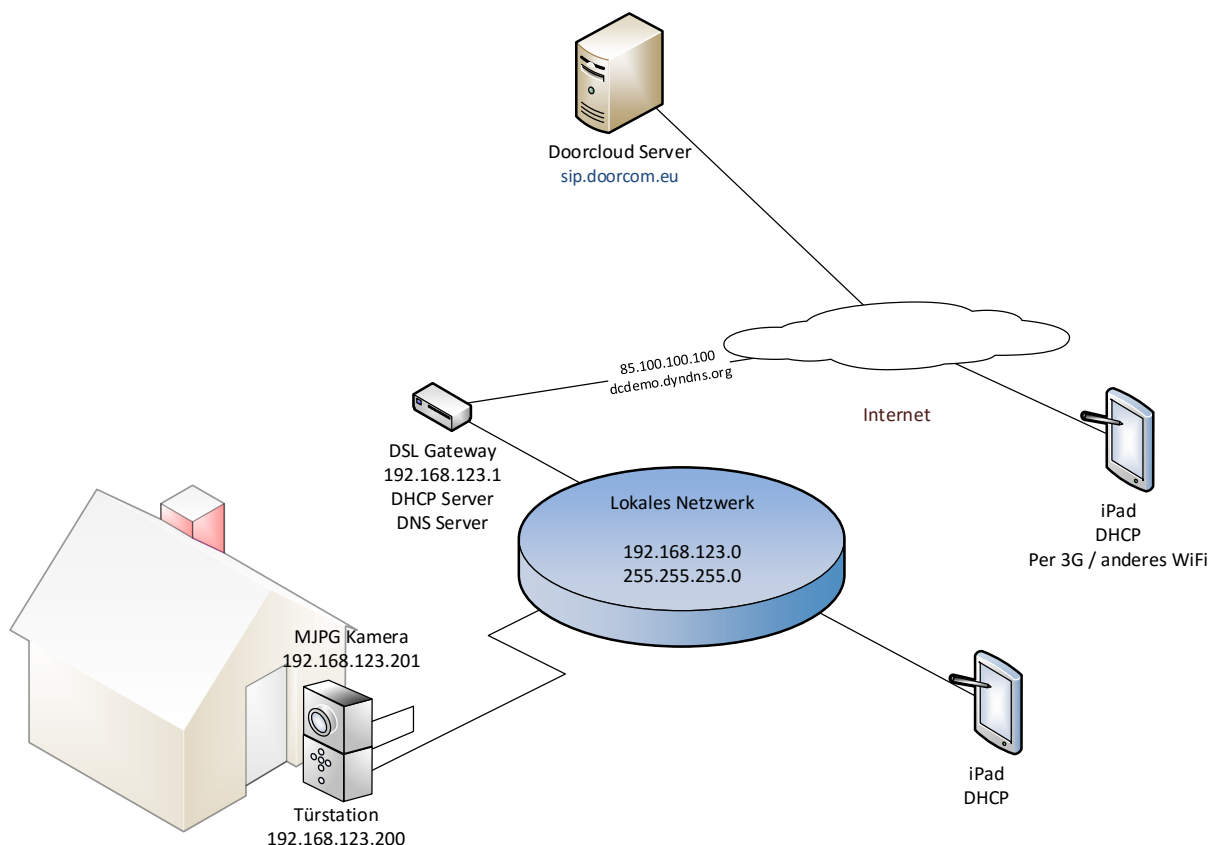 Doorcloud Server
sip.doorcom.eu
85.100.100.100
dcdemo.dyndns.org
Internet
DSL Gateway
192.168.123.1
DHCP Server
DNS Server
iPad
DHCP
Per 3G / anderes WiFi
Lokales Netzwerk
192.168.123.0
255.255.255.0
MJPG Kamera
192.168.123.201
Türstation
192.168.123.200
iPad
DHCP